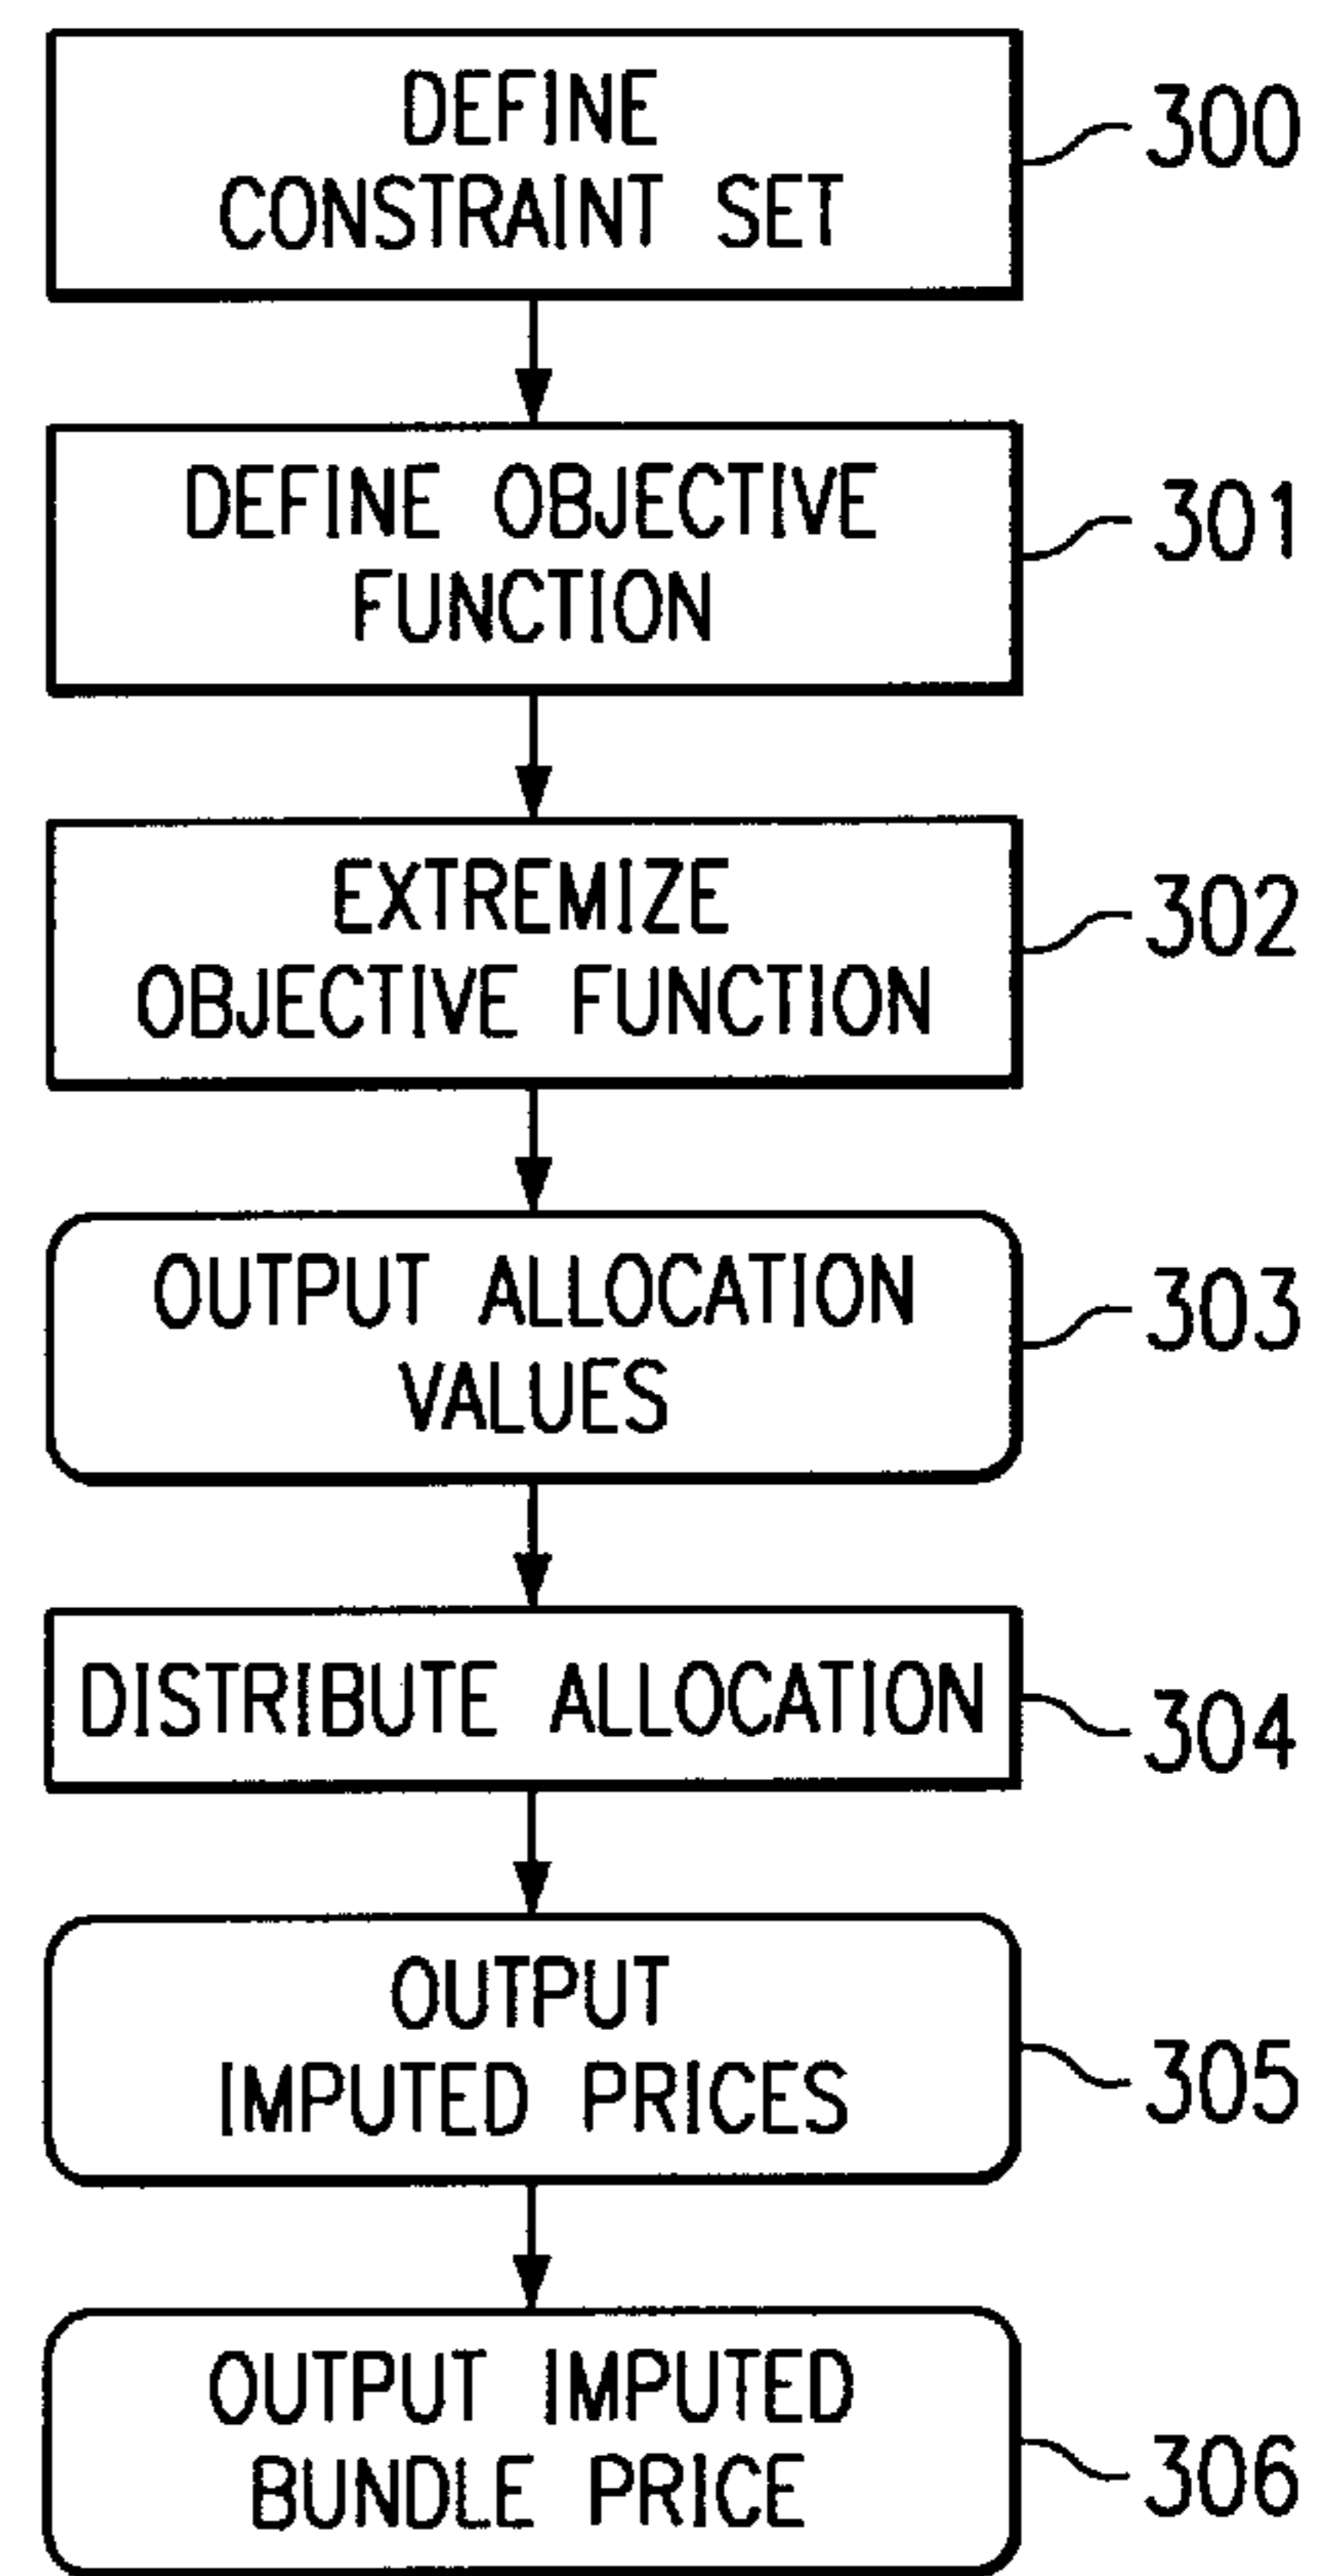 DEFINE
CONSTRAINT SET
300
DEFINE OBJECTIVE
FUNCTION
301
EXTREMIZE
OBJECTIVE FUNCTION
302
OUTPUT ALLOCATION
VALUES
303
DISTRIBUTE ALLOCATION
304
OUTPUT
IMPUTED PRICES
305
OUTPUT IMPUTED
BUNDLE PRICE
306